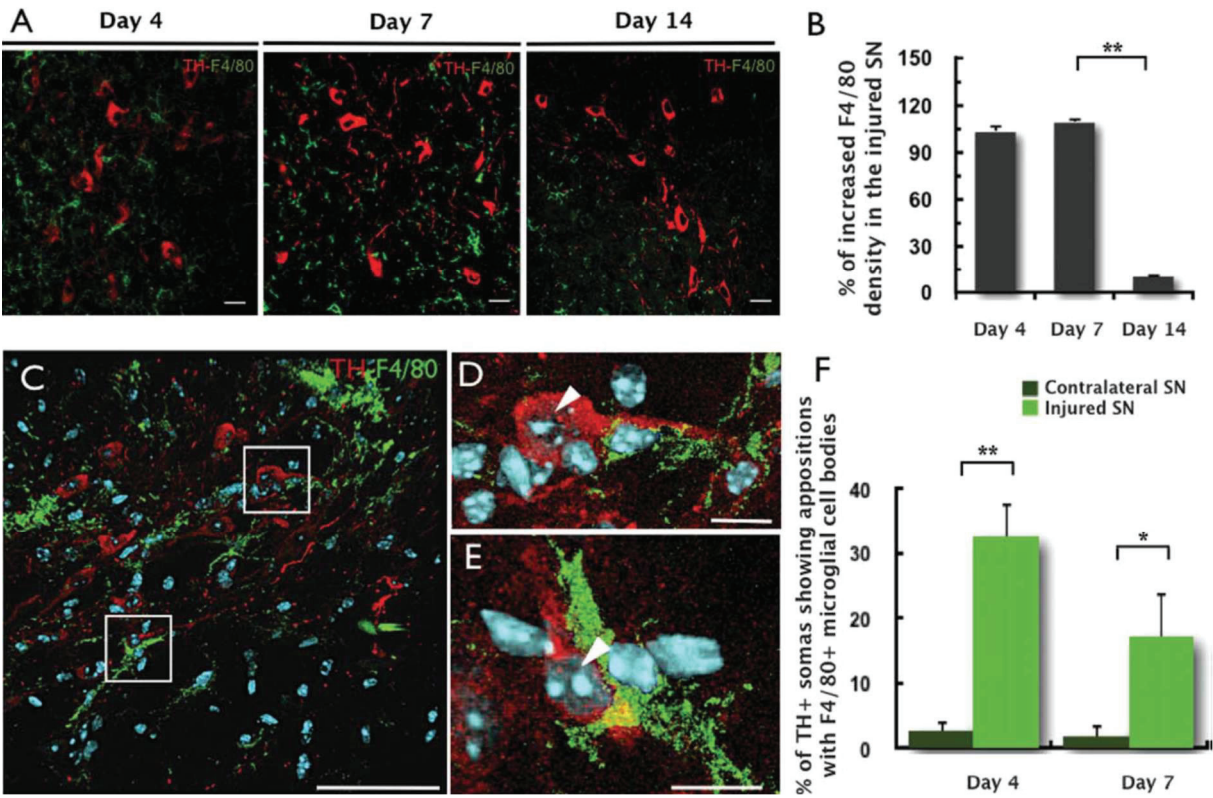 A
Day 4
Day 7
Day 14
TH-F4/80
TH-F4/80
TH-F4/80
B
% of increased F4/80
density in the injured SN
150
120
90
60
30
0
**
Day 4
Day 7
Day 14
C
TH-F4/80
D
E
F
Contralateral SN
Injured SN
% of TH+ somas showing appositions
with F4/80+ microglial cell bodies
40
30
20
10
0
**
*
Day 4
Day 7